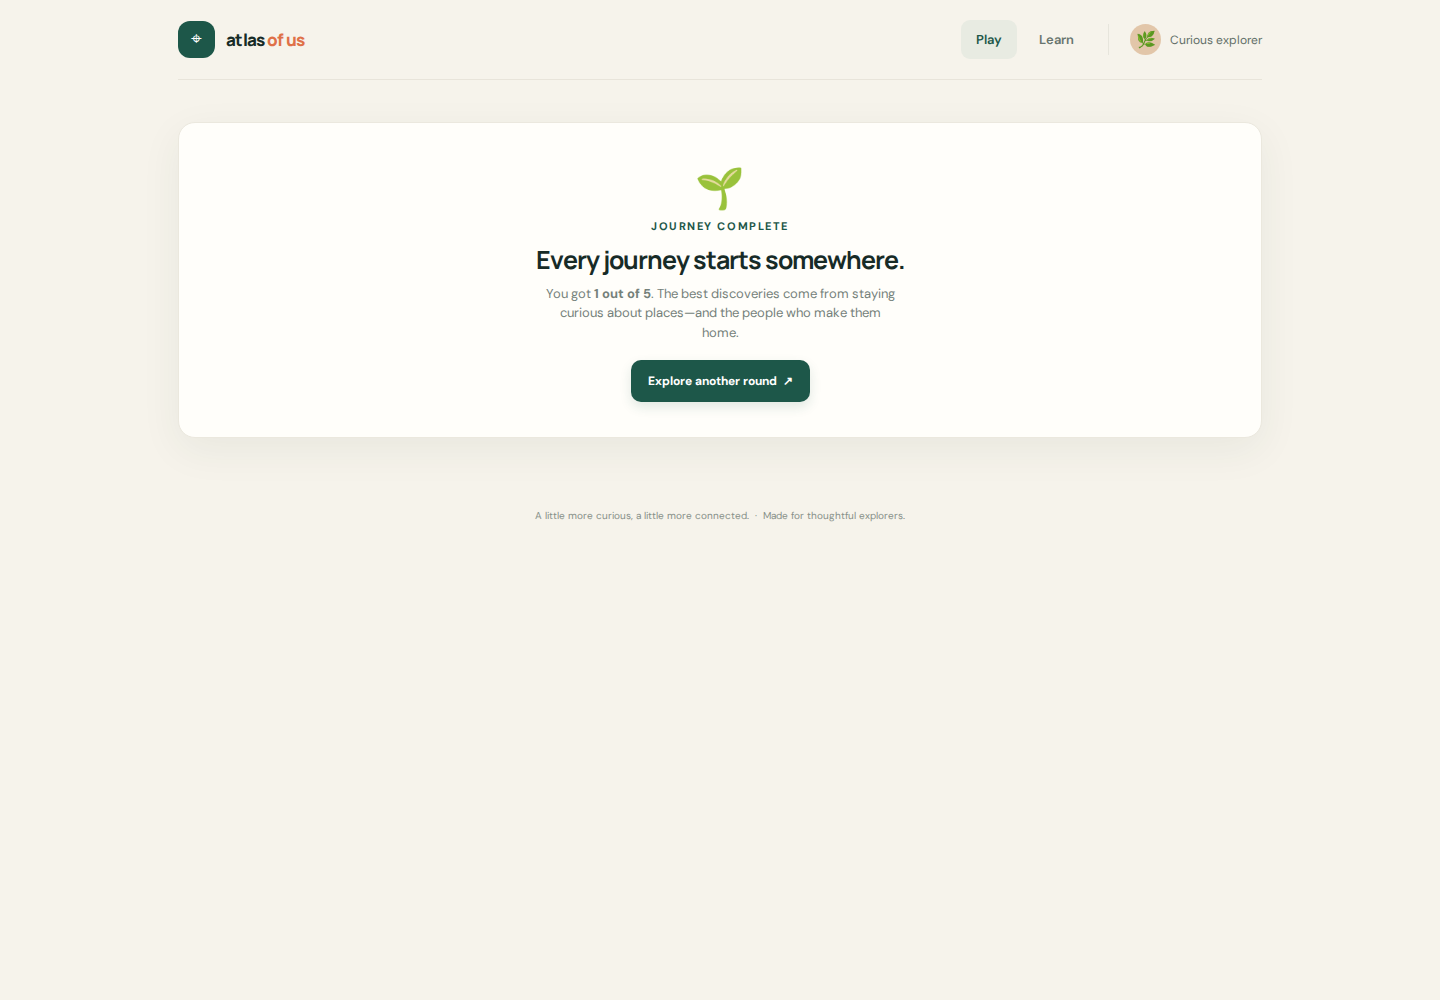 atlas of us
Play
Learn
Curious explorer
JOURNEY COMPLETE
Every journey starts somewhere.
You got 1 out of 5. The best discoveries come from staying
curious about places—and the people who make them
home.
Explore another round ↗
A little more curious, a little more connected. · Made for thoughtful explorers.